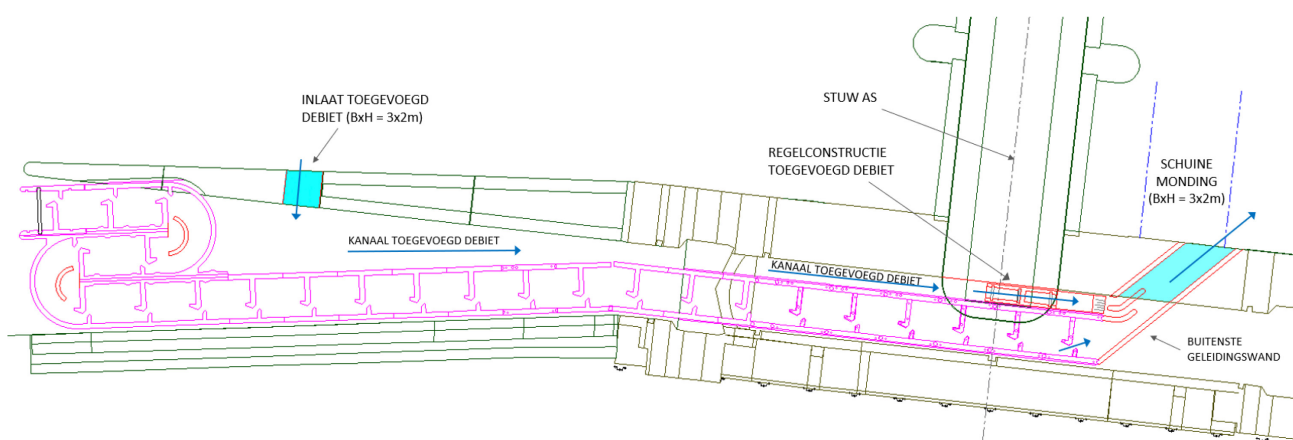 INLAAT TOEGEVOEGD
DEBIET (BxH = 3x2m)
STUW AS
REGELCONSTRUCTIE
TOEGEVOEGD DEBIET
SCHUINE
MONDING
(BxH = 3x2m)
KANAAL TOEGEVOEGD DEBIET
KANAAL TOEGEVOEGD DEBIET
BUITENSTE
GELEIDINGSWAND